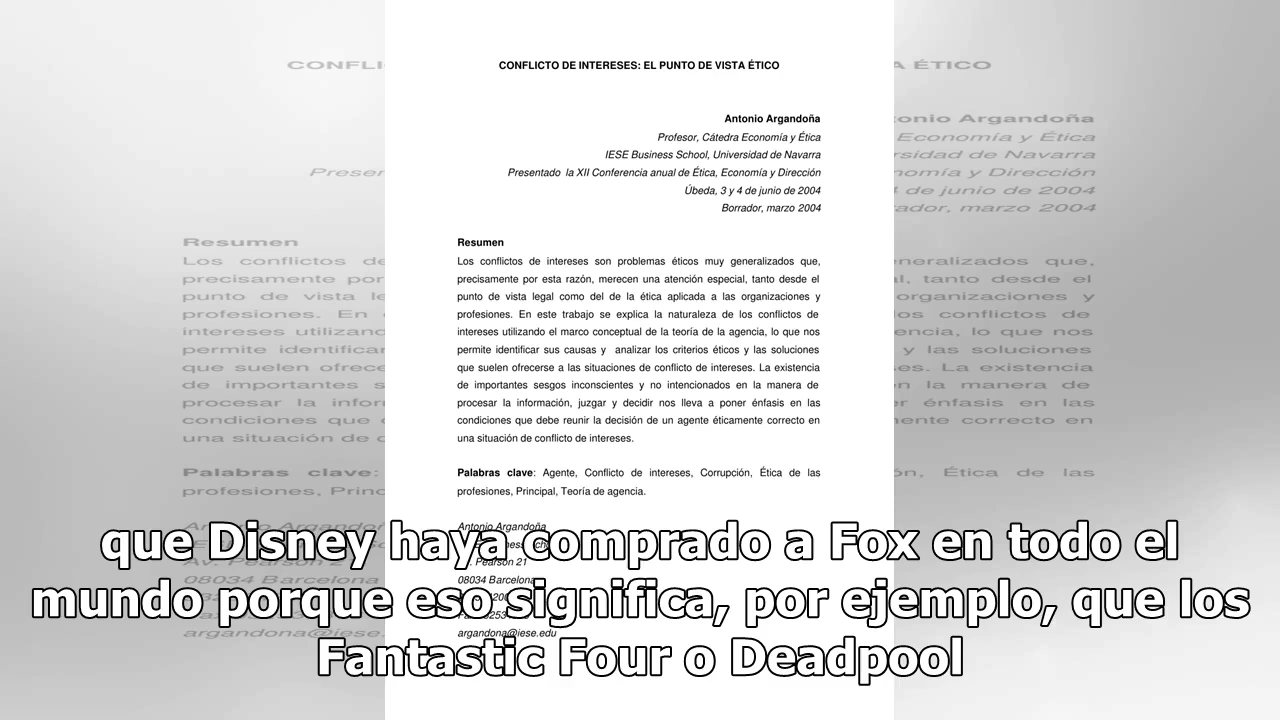 CONFLICTO DE INTERESES: EL PUNTO DE VISTA ÉTICO
Antonio Argandoña
Profesor, Cátedra Economía y Ética
IESE Business School, Universidad de Navarra
Presentado la XII Conferencia anual de Ética, Economía y Dirección
Úbeda, 3 y 4 de junio de 2004
Borrador, marzo 2004
Resumen
Los conflictos de intereses son problemas éticos muy generalizados que,
precisamente por esta razón, merecen una atención especial, tanto desde el
punto de vista legal como del de la ética aplicada a las organizaciones y
profesiones. En este trabajo se explica la naturaleza de los conflictos de
intereses utilizando el marco conceptual de la teoría de la agencia, lo que nos
permite identificar sus causas y analizar los criterios éticos y las soluciones
que suelen ofrecerse a las situaciones de conflicto de intereses. La existencia
de importantes sesgos inconscientes y no intencionados en la manera de
procesar la información, juzgar y decidir nos lleva a poner énfasis en las
condiciones que debe reunir la decisión de un agente éticamente correcto en
una situación de conflicto de intereses.
Palabras clave: Agente, Conflicto de intereses, Corrupción, Ética de las
profesiones, Principal, Teoría de agencia.
Antonio Argandoña
Av. Pearson 21
08034 Barcelona
argandona@iese.edu
que Disney haya comprado a Fox en todo el
mundo porque eso significa, por ejemplo, que los
Fantastic Four o Deadpool